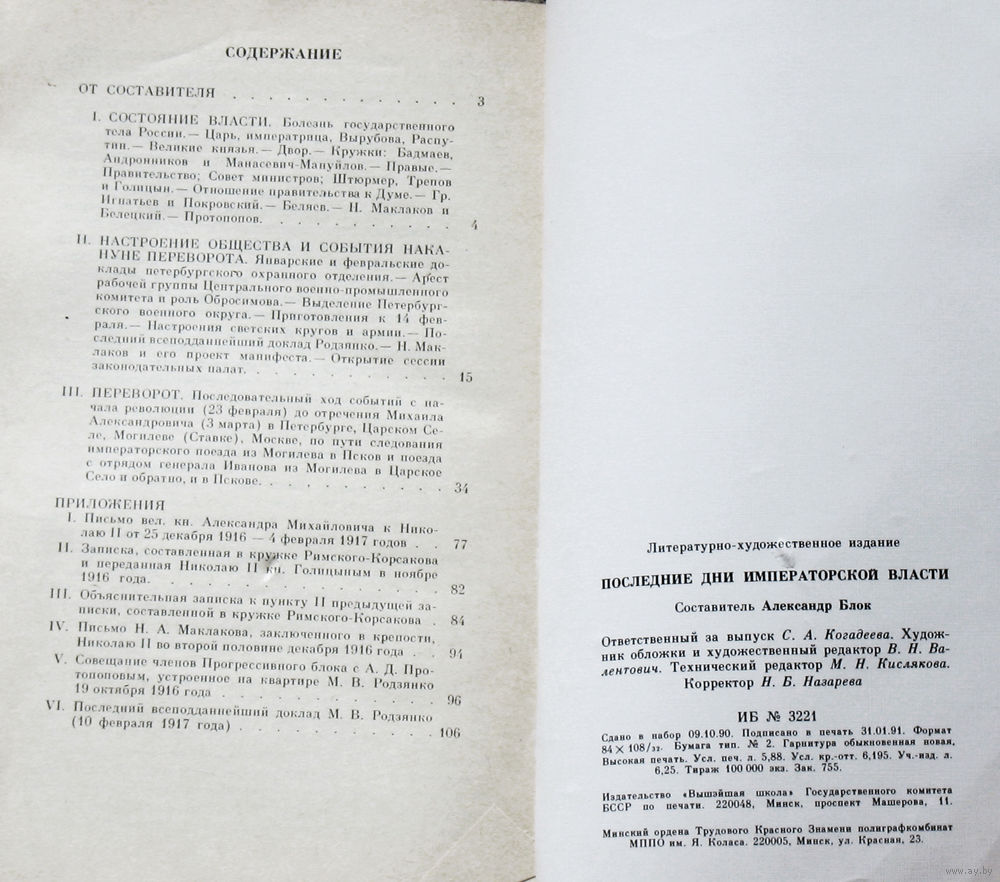 СОДЕРЖАНИЕ
ОТ СОСТАВИТЕЛЯ . . . . . . . . . . . . . 3
I. СОСТОЯНИЕ ВЛАСТИ. Болезнь государственного
тела России.— Царь, императрица, Вырубова, Распу-
тин.— Великие князья.— Двор.— Кружки: Бадмаев,
Андронников и Манасевич-Мануйлов.— Правые.—
Правительство; Совет министров; Штюрмер, Трепов
и Голицын.— Отношение правительства к Думе.— Гр.
Игнатьев и Покровский.— Беляев.— Н. Маклаков и
Белецкий.— Протопопов. . . . . . . . . . 4
II. НАСТРОЕНИЕ ОБЩЕСТВА И СОБЫТИЯ НАКА-
НУНЕ ПЕРЕВОРОТА. Январские и февральские до-
клады петербургского охранного отделения.— Арест
рабочей группы Центрального военно-промышленного
комитета и роль Обросимова.— Выделение Петербург-
ского военного округа.— Приготовления к 14 фев-
раля.— Настроения светских кругов и армии.— По-
следний всеподданнейший доклад Родзянко.— Н. Мак-
лаков и его проект манифеста.— Открытие сессии
законодательных палат. . . . . . . . . . . 15
III. ПЕРЕВОРОТ. Последовательный ход событий с на-
чала революции (23 февраля) до отречения Михаила
Александровича (3 марта) в Петербурге, Царском Се-
ле, Могилеве (Ставке), Москве, по пути следования
императорского поезда из Могилева в Псков и поезда
с отрядом генерала Иванова из Могилева в Царское
Село и обратно, и в Пскове. . . . . . . . . . 34
ПРИЛОЖЕНИЯ
I. Письмо вел. кн. Александра Михайловича к Нико-
лаю II от 25 декабря 1916 — 4 февраля 1917 годов . . 77
II. Записка, составленная в кружке Римского-Корсакова
и переданная Николаю II кн. Голицыным в ноябре
1916 года. . . . . . . . . . . . . . 82
III. Объяснительная записка к пункту II предыдущей за-
писки, составленной в кружке Римского-Корсакова . 84
IV. Письмо Н. А. Маклакова, заключенного в крепости,
Николаю II во второй половине декабря 1916 года . . 94
V. Совещание членов Прогрессивного блока с А. Д. Про-
топоповым, устроенное на квартире М. В. Родзянко
19 октября 1916 года . . . . . . . . . . . 96
VI. Последний всеподданнейший доклад М. В. Родзянко
(10 февраля 1917 года) . . . . . . . . . . 106
Литературно-художественное издание
ПОСЛЕДНИЕ ДНИ ИМПЕРАТОРСКОЙ ВЛАСТИ
Составитель Александр Блок
Ответственный за выпуск С. А. Когадеева. Худож-
ник обложки и художественный редактор В. Н. Ва-
лентович. Технический редактор М. Н. Кислякова.
Корректор Н. Б. Назарева
ИБ № 3221
Сдано в набор 09.10.90. Подписано в печать 31.01.91. Формат
84×108/32. Бумага тип. № 2. Гарнитура обыкновенная новая.
Высокая печать. Усл. печ. л. 5,88. Усл. кр.-отт. 6,195. Уч.-изд. л.
6,25. Тираж 100 000 экз. Зак. 755.
Издательство «Вышэйшая школа» Государственного комитета
БССР по печати. 220048, Минск, проспект Машерова, 11.
Минский ордена Трудового Красного Знамени полиграфкомбинат
МППО им. Я. Коласа. 220005, Минск, ул. Красная, 23.
www.ay.by